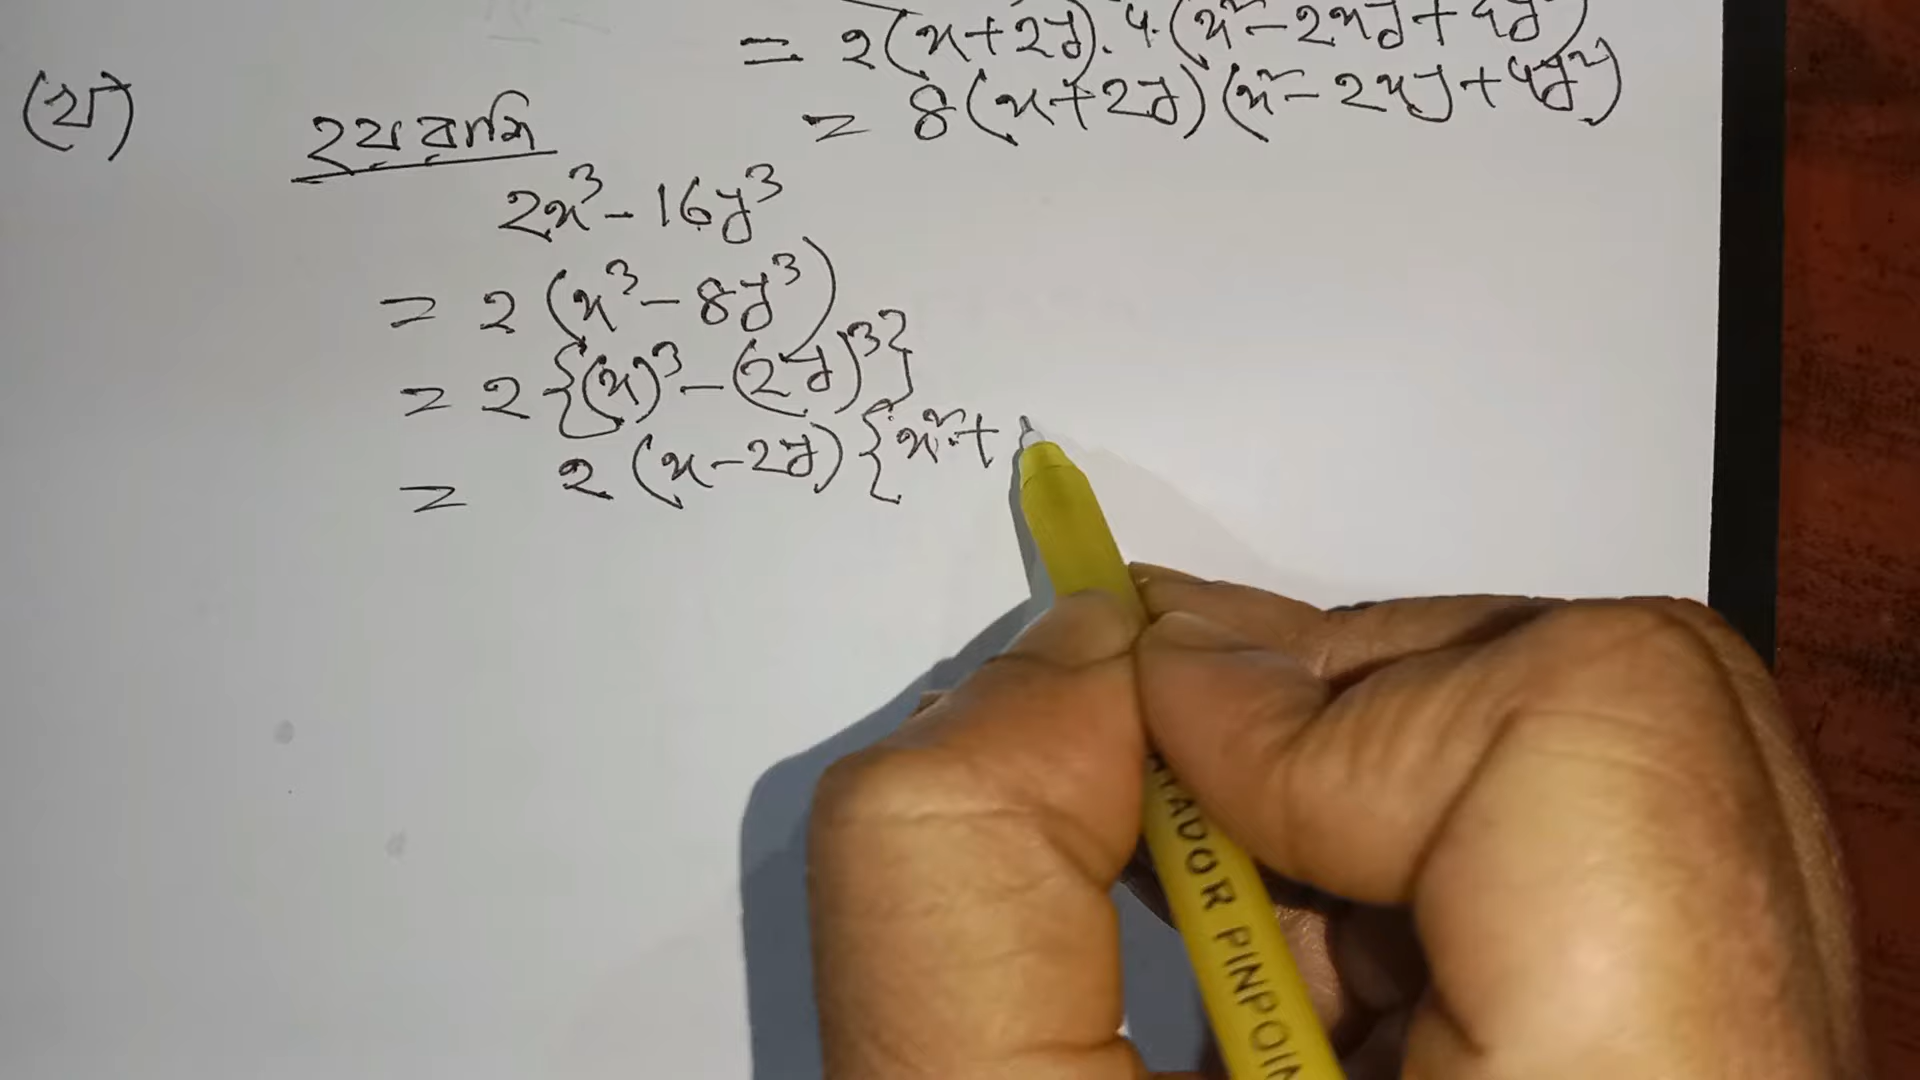 = 2(x+2y).4.(x²-2xy+4y²)
= 8(x+2y)(x²-2xy+4y²)
(খ)
২য় রাশি
2x³-16y³
= 2(x³-8y³)
= 2{(x)³-(2y)³}
= 2(x-2y){x²+
MATADOR PINPOIN